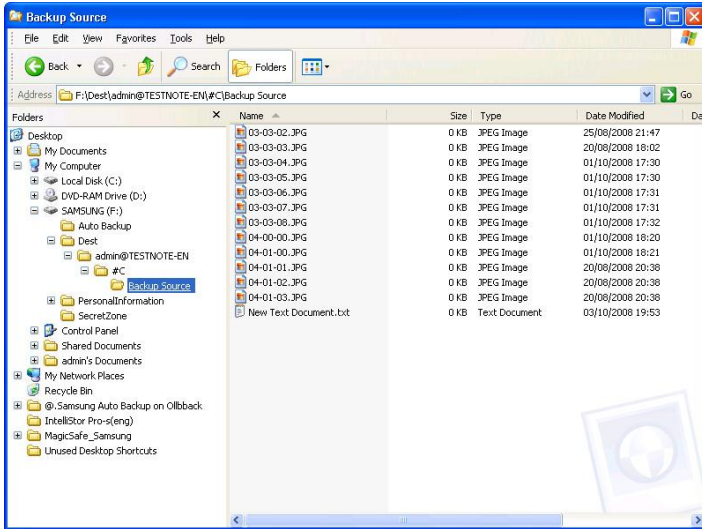 Backup Source
File Edit View Favorites Tools Help
Back Search Folders
Address F:\Dest\admin@TESTNOTE-EN\#C\Backup Source Go
Folders
Desktop
My Documents
My Computer
Local Disk (C:)
DVD-RAM Drive (D:)
SAMSUNG (F:)
Auto Backup
Dest
admin@TESTNOTE-EN
#C
Backup Source
PersonalInformation
SecretZone
Control Panel
Shared Documents
admin's Documents
My Network Places
Recycle Bin
@.Samsung Auto Backup on Ollbback
IntelliStor Pro-s(eng)
MagicSafe_Samsung
Unused Desktop Shortcuts
Name Size Type Date Modified Da
03-03-02.JPG 0 KB JPEG Image 25/08/2008 21:47
03-03-03.JPG 0 KB JPEG Image 20/08/2008 18:02
03-03-04.JPG 0 KB JPEG Image 01/10/2008 17:30
03-03-05.JPG 0 KB JPEG Image 01/10/2008 17:30
03-03-06.JPG 0 KB JPEG Image 01/10/2008 17:31
03-03-07.JPG 0 KB JPEG Image 01/10/2008 17:31
03-03-08.JPG 0 KB JPEG Image 01/10/2008 17:32
04-00-00.JPG 0 KB JPEG Image 01/10/2008 18:20
04-01-00.JPG 0 KB JPEG Image 01/10/2008 18:21
04-01-01.JPG 0 KB JPEG Image 20/08/2008 20:38
04-01-02.JPG 0 KB JPEG Image 20/08/2008 20:38
04-01-03.JPG 0 KB JPEG Image 20/08/2008 20:38
New Text Document.txt 0 KB Text Document 03/10/2008 19:53